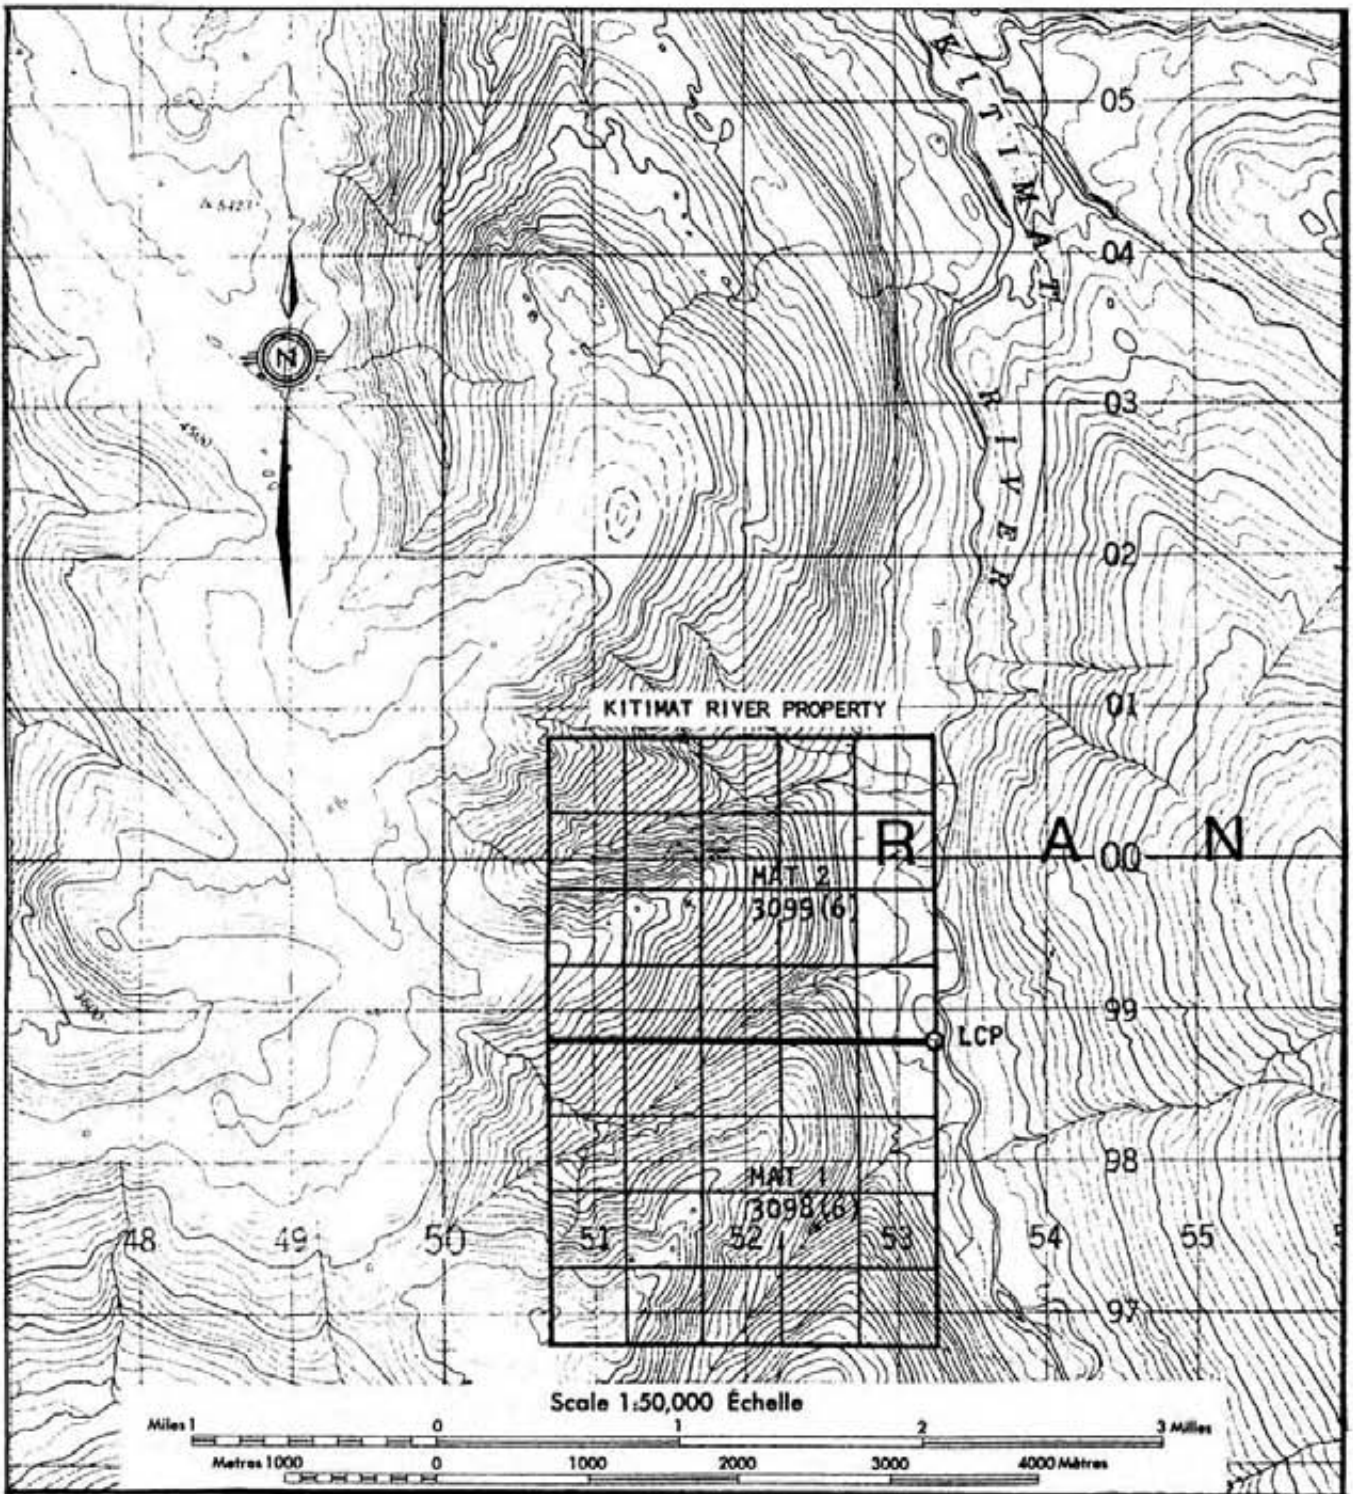 KITIMAT
05
5427
04
N
4500
03
RIVER
02
KITIMAT RIVER PROPERTY
01
R A N
00
MAT 2
3099(6)
99
LCP
98
MAT 1
3098(6)
48 49 50 51 52 53 54 55
97
Scale 1:50,000 Échelle
Miles 1 0 1 2 3 Milles
Metres 1000 0 1000 2000 3000 4000 Mètres